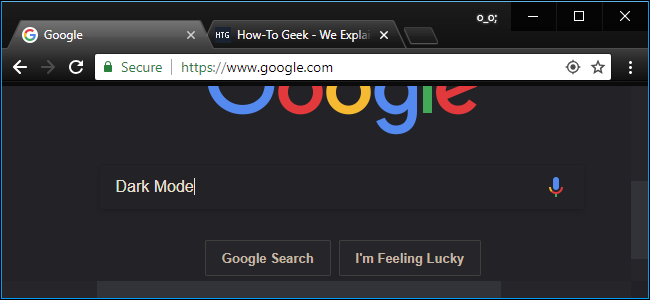 o_o;
Google
HTG How-To Geek - We Explai
Secure https://www.google.com
Google
Dark Mode
Google Search I'm Feeling Lucky